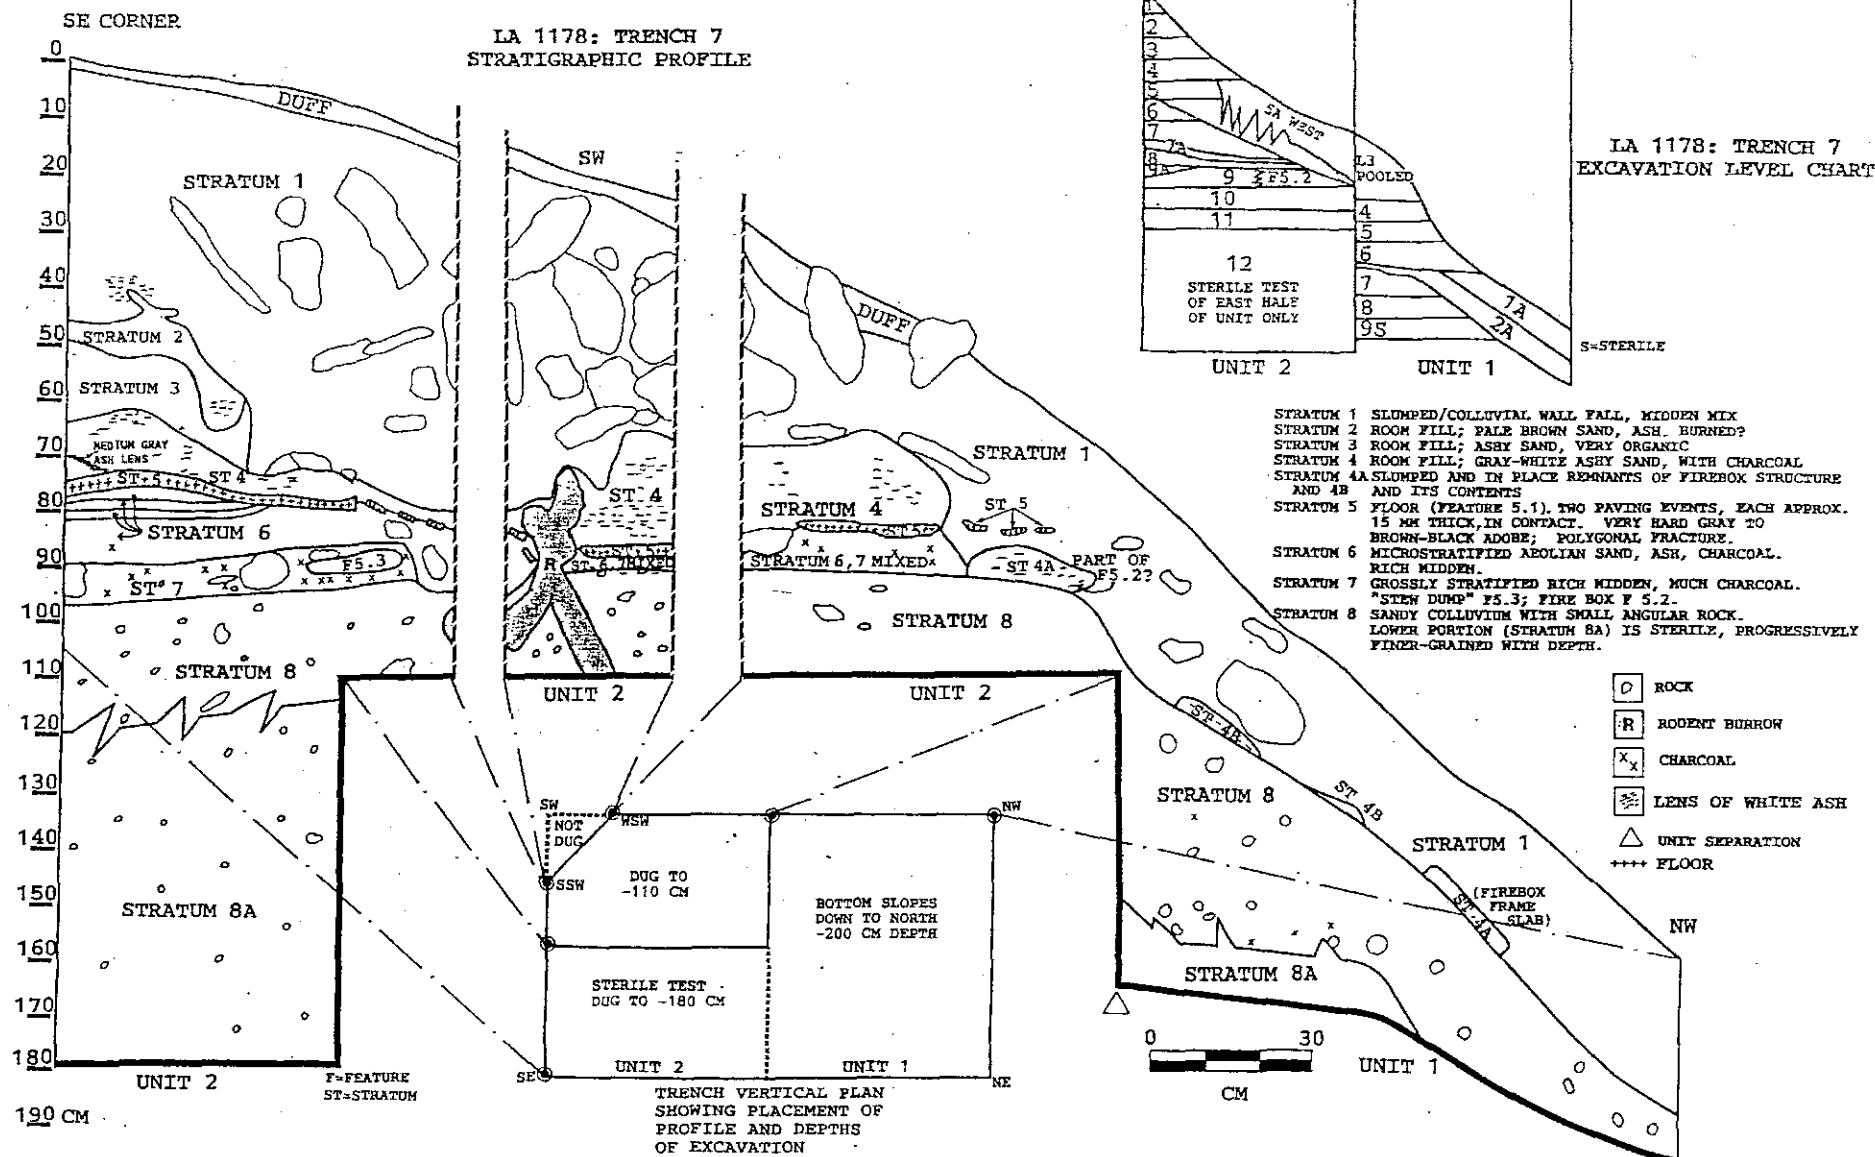 SE CORNER
LA 1178: TRENCH 7
STRATIGRAPHIC PROFILE
0
10
20
30
40
50
60
70
80
90
100
110
120
130
140
150
160
170
180
190 CM
DUFF
SW
STRATUM 1
STRATUM 2
STRATUM 3
MEDIUM GRAY
ASH LENS
ST 5
ST 4
STRATUM 6
F5.3
ST 7
STRATUM 8
STRATUM 8A
UNIT 2
F=FEATURE
ST=STRATUM
ST 4
ST 5
R
ST 6,7 MIXED
UNIT 2
DUFF
STRATUM 1
STRATUM 4
ST 5
ST 5
STRATUM 6,7 MIXED
ST 4A
PART OF
F5.2?
STRATUM 8
UNIT 2
ST 4B
STRATUM 8
ST 4B
STRATUM 1
(FIREBOX
FRAME
SLAB)
ST 4A
NW
STRATUM 8A
UNIT 1
0 30
CM
SW
NOT
DUG
WSW
NW
SSW
DUG TO
-110 CM
BOTTOM SLOPES
DOWN TO NORTH
-200 CM DEPTH
STERILE TEST
DUG TO -180 CM
UNIT 2
UNIT 1
SE
NE
TRENCH VERTICAL PLAN
SHOWING PLACEMENT OF
PROFILE AND DEPTHS
OF EXCAVATION
LA 1178: TRENCH 7
EXCAVATION LEVEL CHART
1
2
3
4
5
6
7
7A
8
9 F5.2
10
11
12
STERILE TEST
OF EAST HALF
OF UNIT ONLY
UNIT 2
5A WEST
L3
POOLED
4
5
6
7
8
9S
1A
2A
UNIT 1
S=STERILE
STRATUM 1 SLUMPED/COLLUVIAL WALL FALL, MIDDEN MIX
STRATUM 2 ROOM FILL; PALE BROWN SAND, ASH. BURNED?
STRATUM 3 ROOM FILL; ASHY SAND, VERY ORGANIC
STRATUM 4 ROOM FILL; GRAY-WHITE ASHY SAND, WITH CHARCOAL
STRATUM 4A SLUMPED AND IN PLACE REMNANTS OF FIREBOX STRUCTURE
AND 4B AND ITS CONTENTS
STRATUM 5 FLOOR (FEATURE 5.1). TWO PAVING EVENTS, EACH APPROX.
15 MM THICK, IN CONTACT. VERY HARD GRAY TO
BROWN-BLACK ADOBE; POLYGONAL FRACTURE.
STRATUM 6 MICROSTRATIFIED AEOLIAN SAND, ASH, CHARCOAL.
RICH MIDDEN.
STRATUM 7 GROSSLY STRATIFIED RICH MIDDEN, MUCH CHARCOAL.
"STEW DUMP" F5.3; FIRE BOX F 5.2.
STRATUM 8 SANDY COLLUVIUM WITH SMALL ANGULAR ROCK.
LOWER PORTION (STRATUM 8A) IS STERILE, PROGRESSIVELY
FINER-GRAINED WITH DEPTH.
ROCK
R RODENT BURROW
x x CHARCOAL
LENS OF WHITE ASH
UNIT SEPARATION
++++ FLOOR